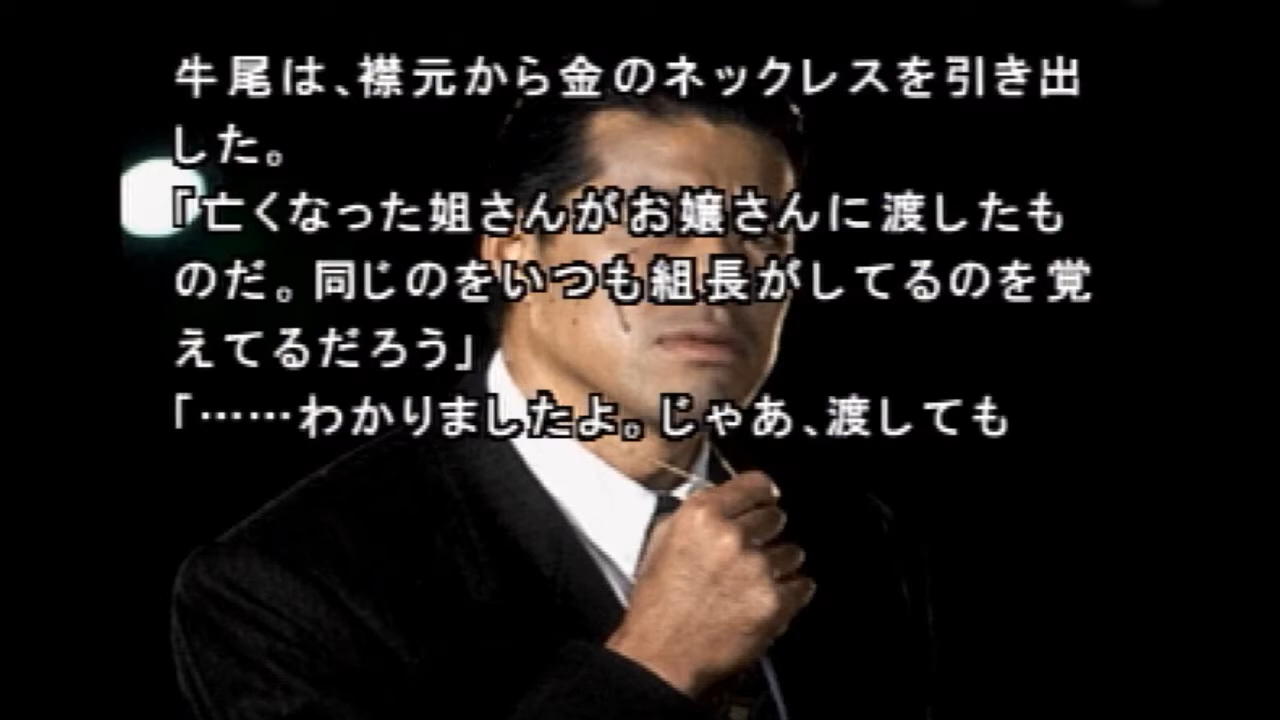 牛尾は、襟元から金のネックレスを引き出
した。
『亡くなった姐さんがお嬢さんに渡したも
のだ。同じのをいつも組長がしてるのを覚
えてるだろう』
「……わかりましたよ。じゃあ、渡しても